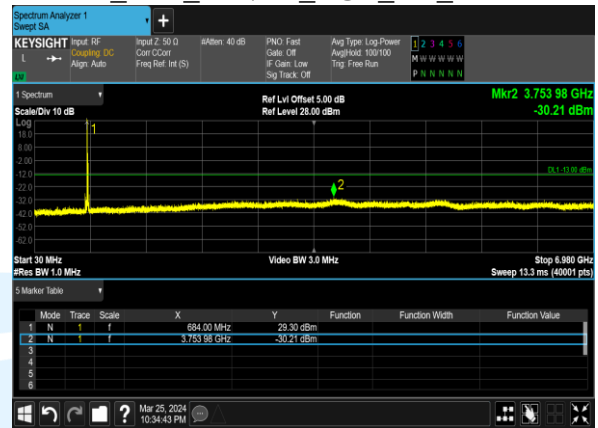 Spectrum Analyzer 1
Swept SA
+
KEYSIGHT Input: RF Input Z: 50 Ω #Atten: 40 dB PNO: Fast Avg Type: Log-Power 1 2 3 4 5 6
L Coupling: DC Corr CCorr Gate: Off Avg|Hold: 100/100 M W W W W W
Align: Auto Freq Ref: Int (S) IF Gain: Low Trig: Free Run
Sig Track: Off P N N N N N
1 Spectrum
Scale/Div 10 dB Ref Lvl Offset 5.00 dB Mkr2 3.753 98 GHz
Ref Level 28.00 dBm -30.21 dBm
Log
18.0
8.00
-2.00
-12.0 DL1 -13.00 dBm
-22.0
-32.0
-42.0
-52.0
-62.0
1
2
Start 30 MHz Video BW 3.0 MHz Stop 6.980 GHz
#Res BW 1.0 MHz Sweep 13.3 ms (40001 pts)
5 Marker Table
Mode Trace Scale X Y Function Function Width Function Value
1 N 1 f 684.00 MHz 29.30 dBm
2 N 1 f 3.753 98 GHz -30.21 dBm
3
4
5
6
? Mar 25, 2024
10:34:43 PM